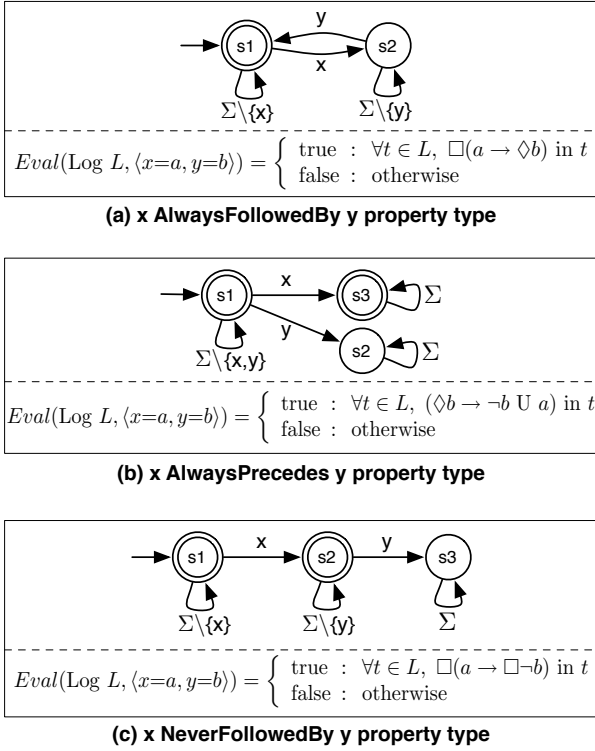 y
s1 s2
x
Σ\{x} Σ\{y}
Eval(Log L, ⟨x=a, y=b⟩) = { true : ∀t ∈ L, □(a → ◊b) in t
false : otherwise
(a) x AlwaysFollowedBy y property type
x
s1 s3 Σ
y
Σ\{x,y} s2 Σ
Eval(Log L, ⟨x=a, y=b⟩) = { true : ∀t ∈ L, (◊b → ¬b U a) in t
false : otherwise
(b) x AlwaysPrecedes y property type
x y
s1 s2 s3
Σ\{x} Σ\{y} Σ
Eval(Log L, ⟨x=a, y=b⟩) = { true : ∀t ∈ L, □(a → □¬b) in t
false : otherwise
(c) x NeverFollowedBy y property type